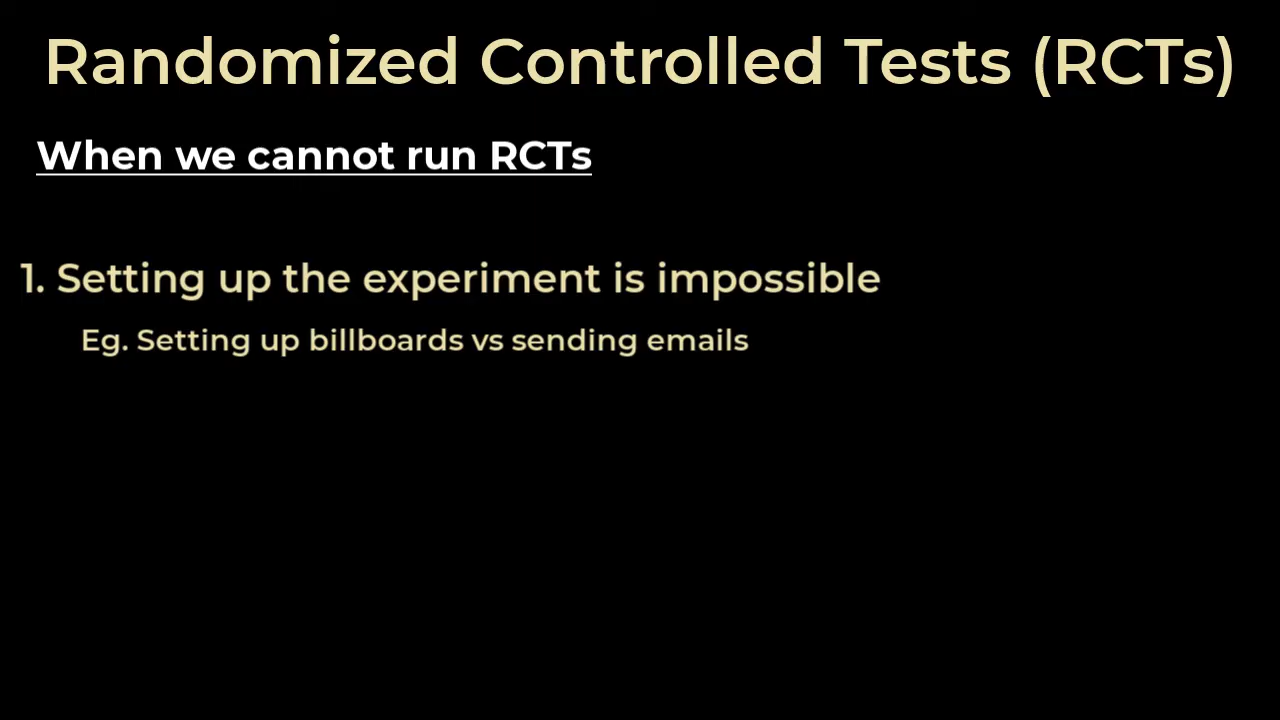 Randomized Controlled Tests (RCTs)
When we cannot run RCTs
1. Setting up the experiment is impossible
Eg. Setting up billboards vs sending emails